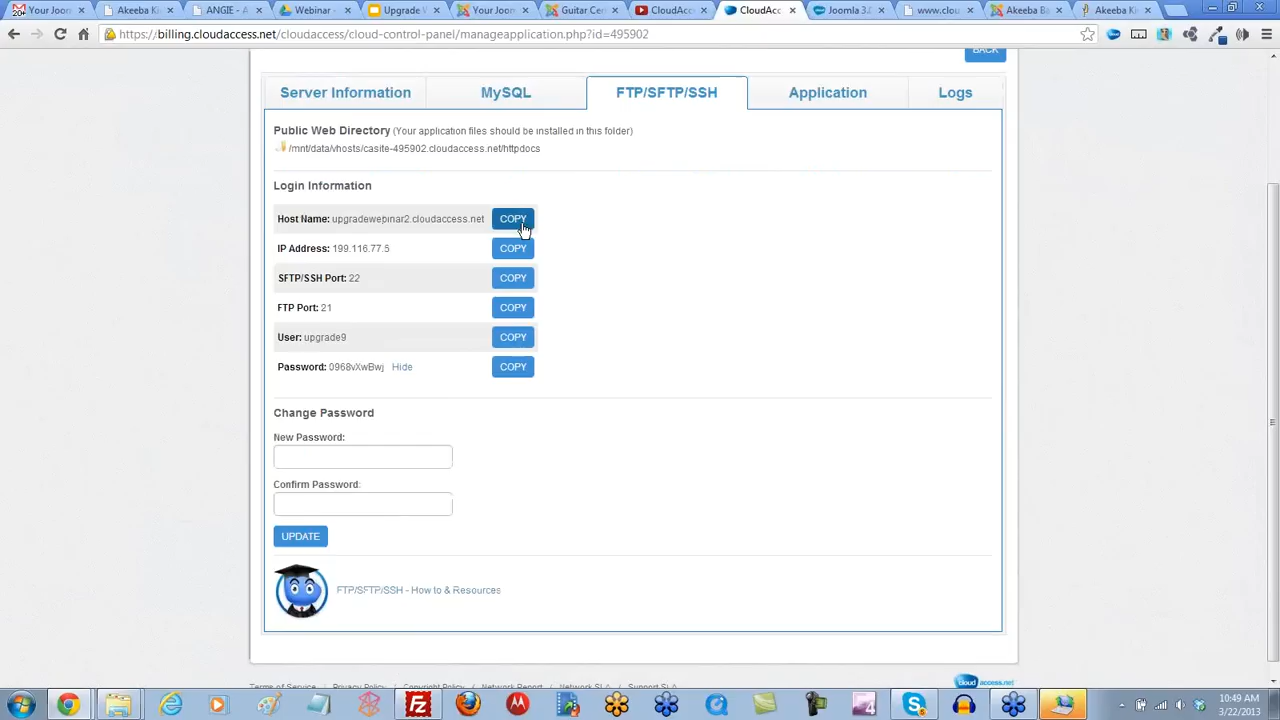 Your Joom
ANGIE - A
Webinar -
Upgrade W
Your Joom
Guitar Cen
CloudAcc
CloudAcc
Joomla 3.
www.clou
Akeeba Ba
https://billing.cloudaccess.net/cloudaccess/cloud-control-panel/manageapplication.php?id=495902
BACK
Server Information
MySQL
FTP/SFTP/SSH
Application
Logs
Public Web Directory (Your application files should be installed in this folder)
/mnt/data/vhosts/casite-495902.cloudaccess.net/httpdocs
Login Information
Host Name: upgradewebinar2.cloudaccess.net COPY
IP Address: 199.116.77.5 COPY
SFTP/SSH Port: 22 COPY
FTP Port: 21 COPY
User: upgrade9 COPY
Password: 0968vXwBwj Hide COPY
Change Password
New Password:
Confirm Password:
UPDATE
FTP/SFTP/SSH - How to & Resources
Terms of Service Privacy Policy Copyright Policy Network Report Network SLA Support SLA
cloudaccess.net
10:49 AM
3/22/2013